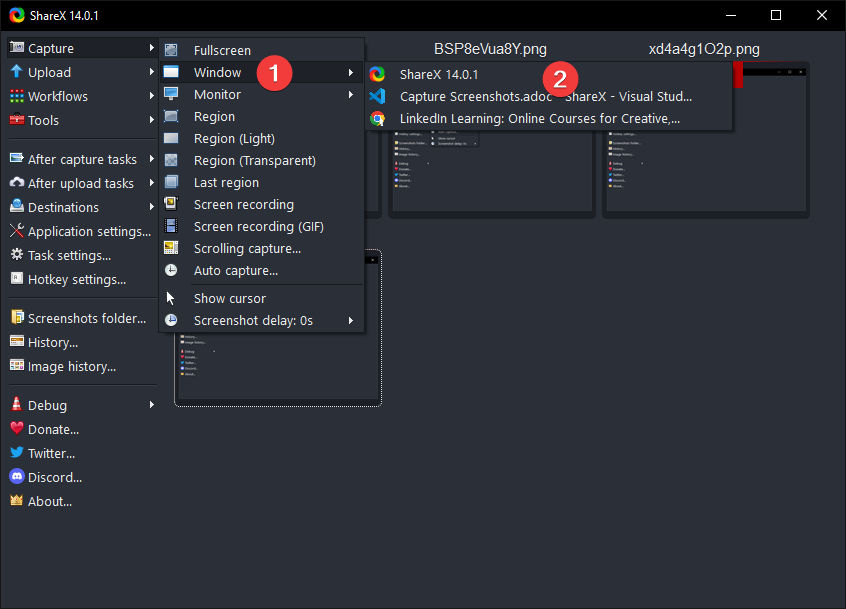 ShareX 14.0.1
Capture
Upload
Workflows
Tools
After capture tasks
After upload tasks
Destinations
Application settings...
Task settings...
Hotkey settings...
Screenshots folder...
History...
Image history...
Debug
Donate...
Twitter...
Discord...
About...
Fullscreen
Window
1
Monitor
Region
Region (Light)
Region (Transparent)
Last region
Screen recording
Screen recording (GIF)
Scrolling capture...
Auto capture...
Show cursor
Screenshot delay: 0s
BSP8eVua8Y.png
xd4a4g1O2p.png
ShareX 14.0.1
2
Capture Screenshots.adoc - ShareX - Visual Stud...
LinkedIn Learning: Online Courses for Creative,...